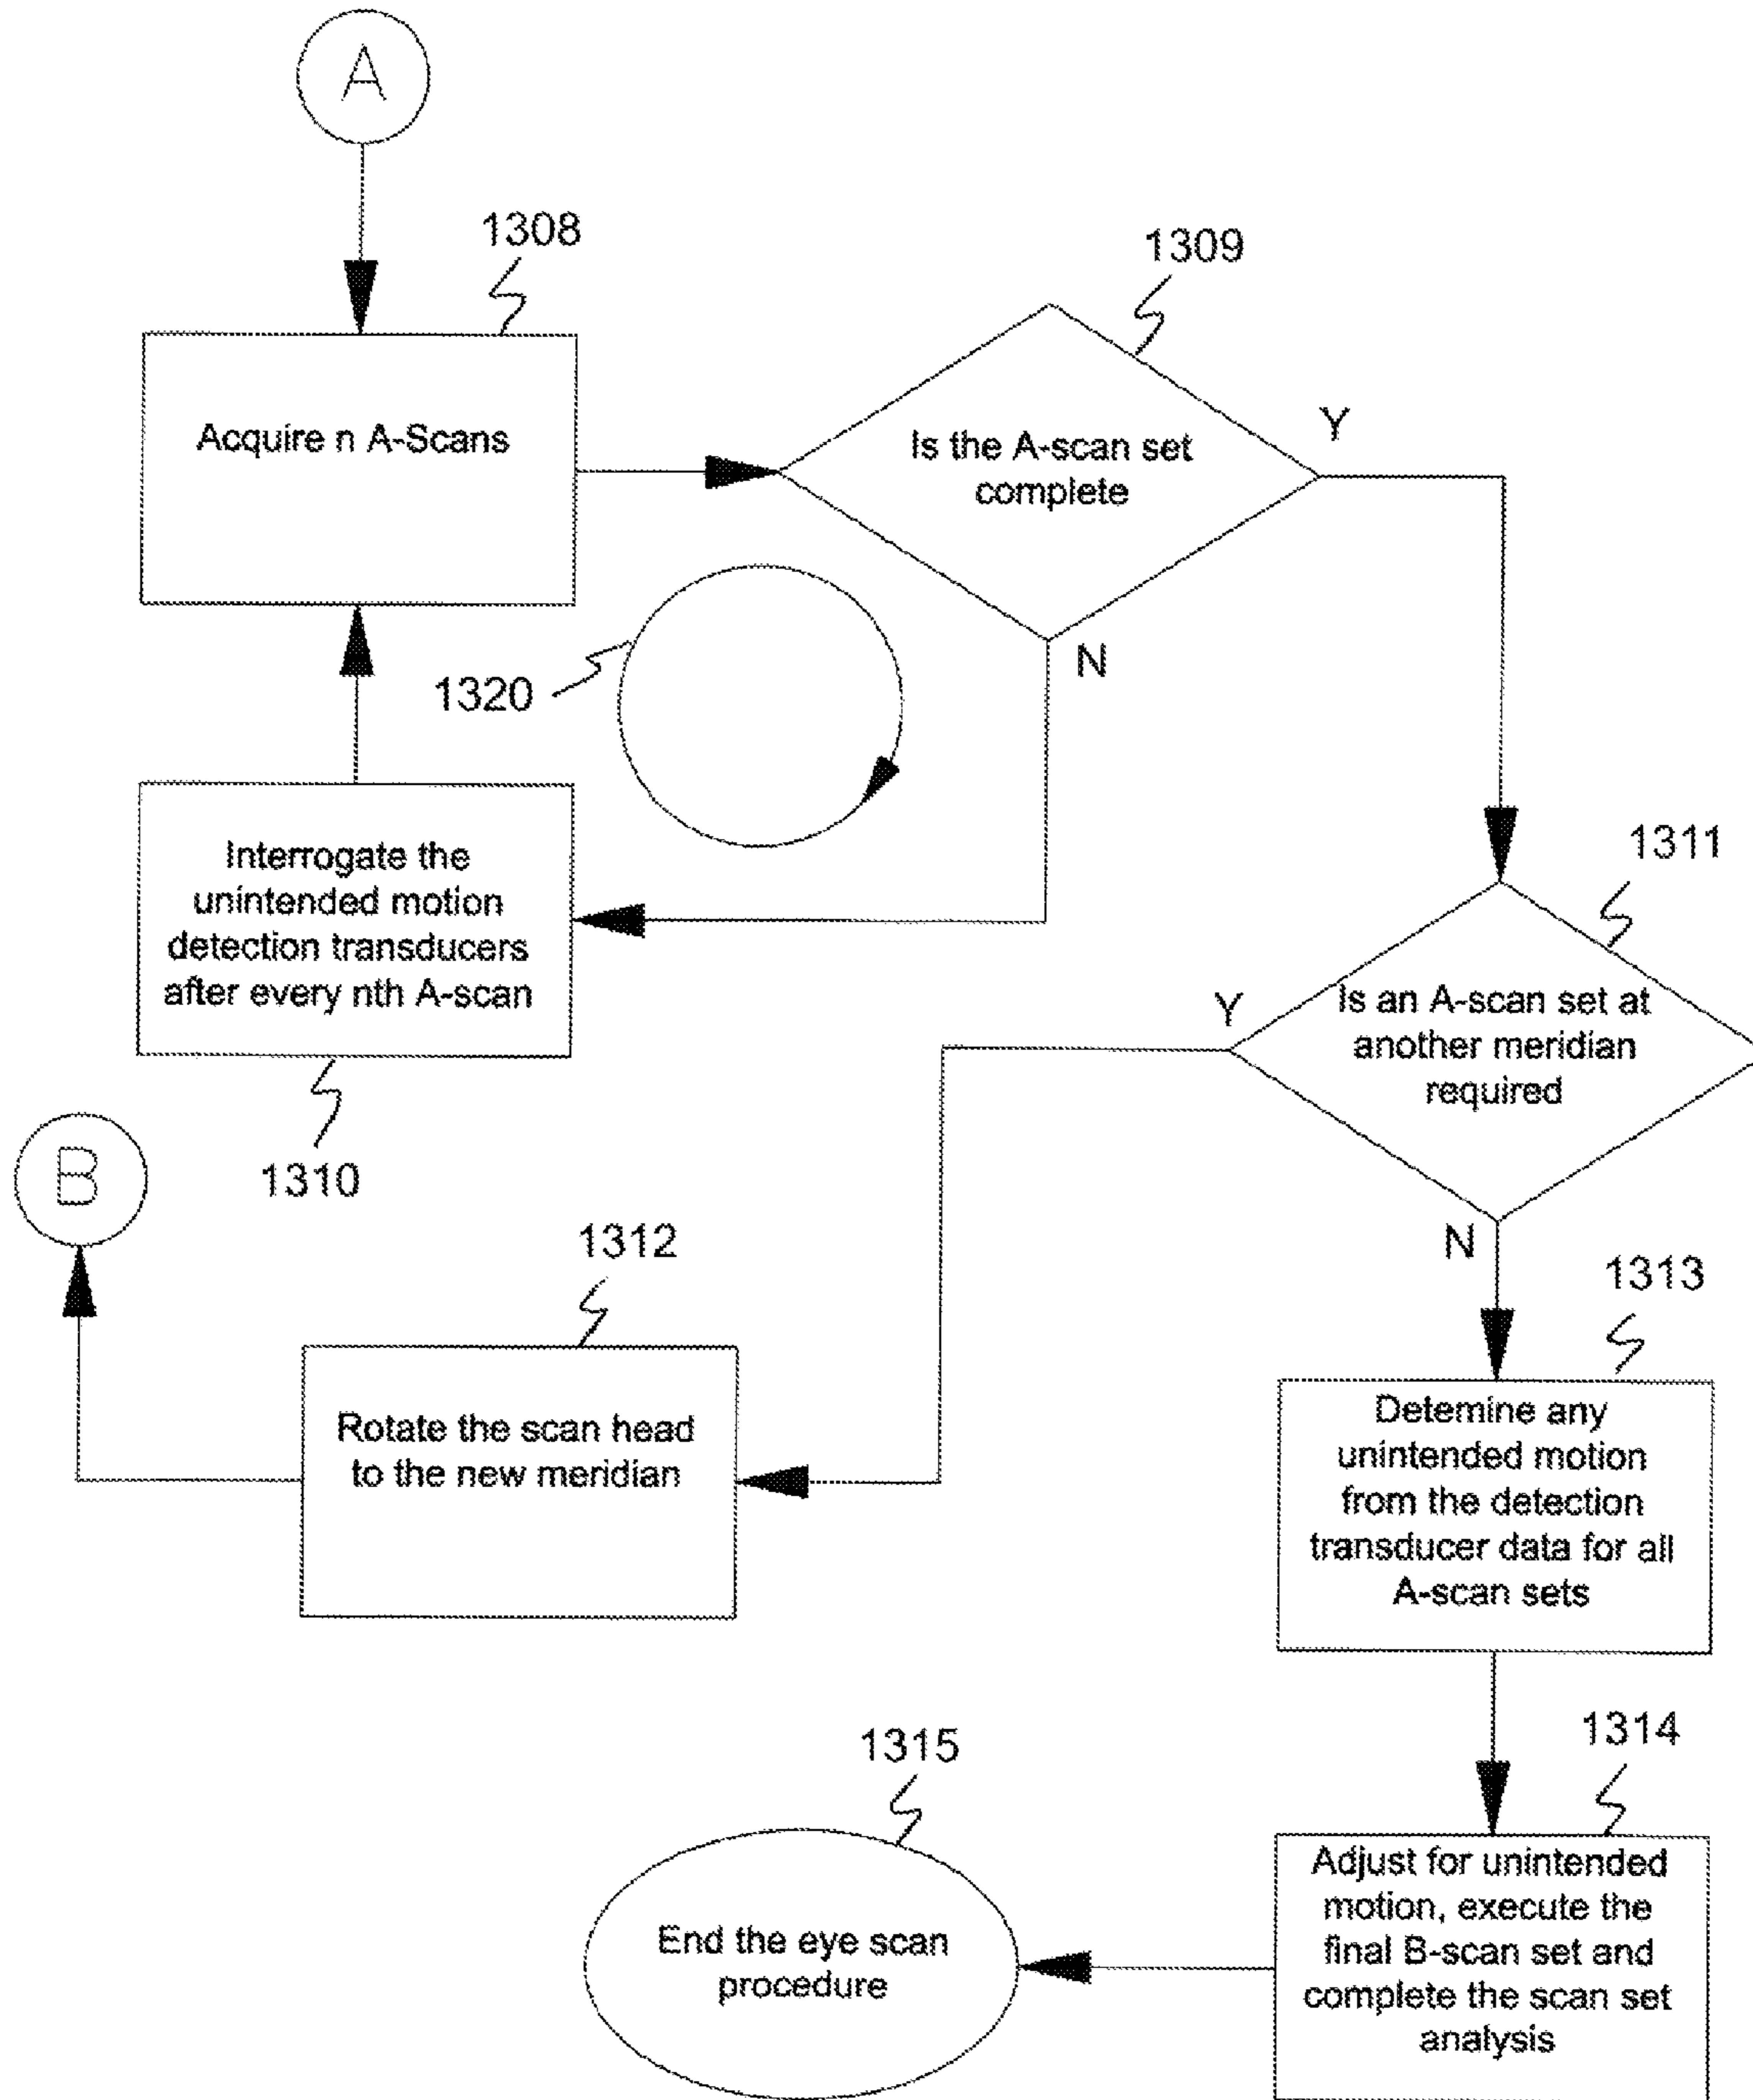 A
1308
Acquire n A-Scans
1309
Is the A-scan set
complete
Y
N
1320
Interrogate the
unintended motion
detection transducers
after every nth A-scan
1310
1311
Is an A-scan set at
another meridian
required
Y
N
B
1312
Rotate the scan head
to the new meridian
1313
Detemine any
unintended motion
from the detection
transducer data for all
A-scan sets
1314
Adjust for unintended
motion, execute the
final B-scan set and
complete the scan set
analysis
1315
End the eye scan
procedure